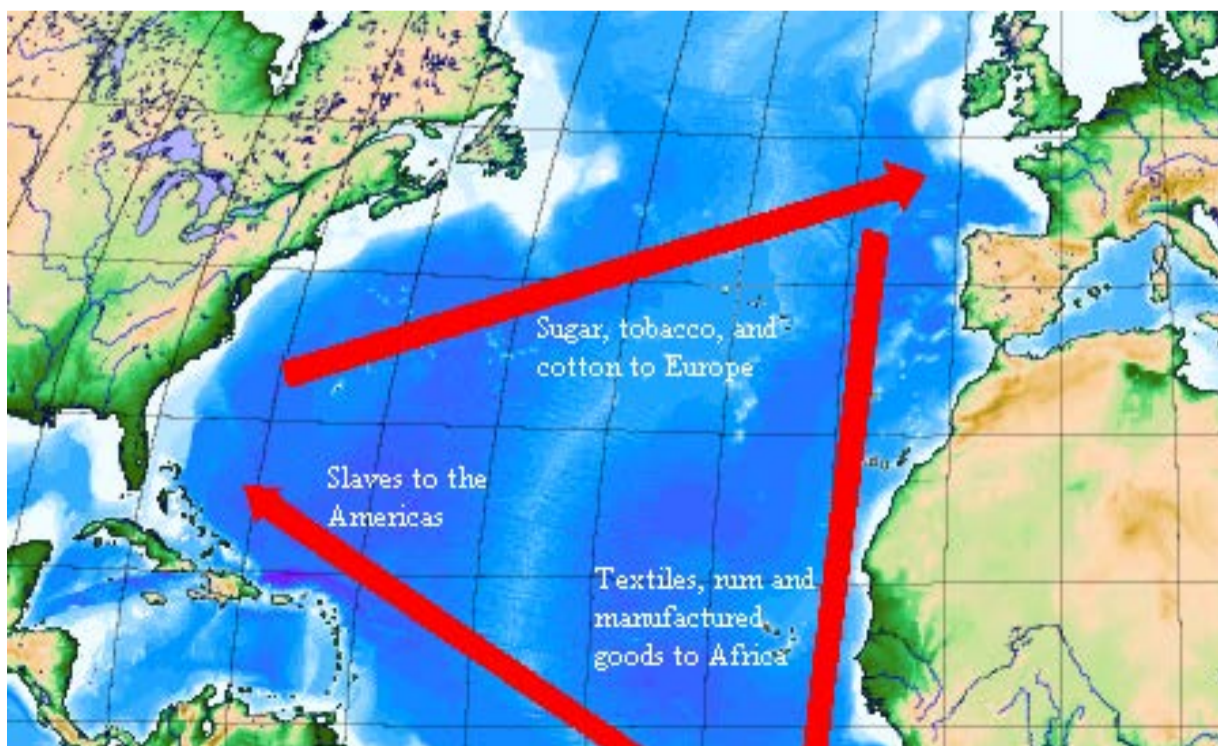 Sugar, tobacco, and
cotton to Europe
Slaves to the
Americas
Textiles, rum and
manufactured
goods to Africa